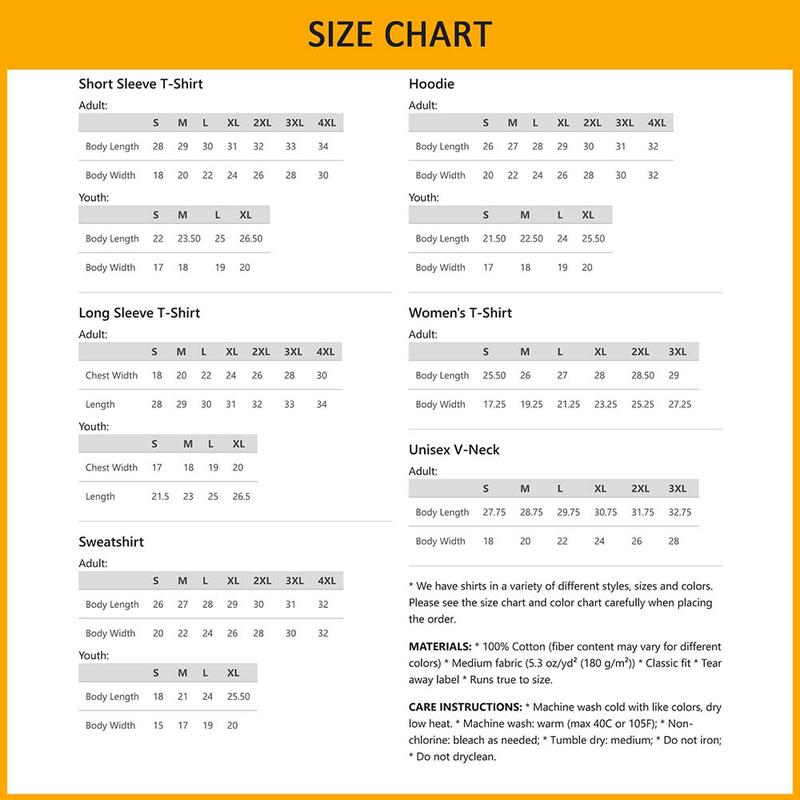 SIZE CHART
Short Sleeve T-Shirt
Adult:
S M L XL 2XL 3XL 4XL
Body Length 28 29 30 31 32 33 34
Body Width 18 20 22 24 26 28 30
Youth:
S M L XL
Body Length 22 23.50 25 26.50
Body Width 17 18 19 20
Long Sleeve T-Shirt
Adult:
S M L XL 2XL 3XL 4XL
Chest Width 18 20 22 24 26 28 30
Length 28 29 30 31 32 33 34
Youth:
S M L XL
Chest Width 17 18 19 20
Length 21.5 23 25 26.5
Sweatshirt
Adult:
S M L XL 2XL 3XL 4XL
Body Length 26 27 28 29 30 31 32
Body Width 20 22 24 26 28 30 32
Youth:
S M L XL
Body Length 18 21 24 25.50
Body Width 15 17 19 20
Hoodie
Adult:
S M L XL 2XL 3XL 4XL
Body Length 26 27 28 29 30 31 32
Body Width 20 22 24 26 28 30 32
Youth:
S M L XL
Body Length 21.50 22.50 24 25.50
Body Width 17 18 19 20
Women's T-Shirt
Adult:
S M L XL 2XL 3XL
Body Length 25.50 26 27 28 28.50 29
Body Width 17.25 19.25 21.25 23.25 25.25 27.25
Unisex V-Neck
Adult:
S M L XL 2XL 3XL
Body Length 27.75 28.75 29.75 30.75 31.75 32.75
Body Width 18 20 22 24 26 28
* We have shirts in a variety of different styles, sizes and colors.
Please see the size chart and color chart carefully when placing
the order.
MATERIALS: * 100% Cotton (fiber content may vary for different
colors) * Medium fabric (5.3 oz/yd² (180 g/m²)) * Classic fit * Tear
away label * Runs true to size.
CARE INSTRUCTIONS: * Machine wash cold with like colors, dry
low heat. * Machine wash: warm (max 40C or 105F); * Non-
chlorine: bleach as needed; * Tumble dry: medium; * Do not iron;
* Do not dryclean.